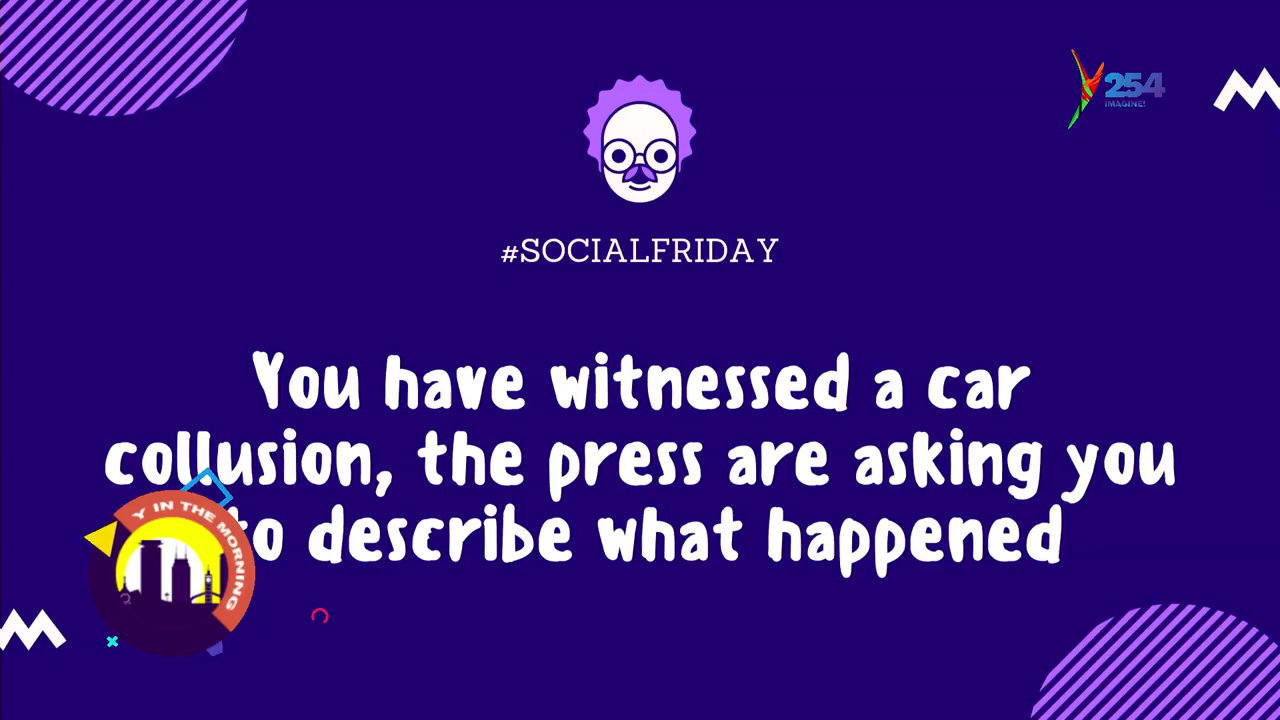 254
IMAGINE!
#SOCIALFRIDAY
You have witnessed a car
collusion, the press are asking you
to describe what happened
Y IN THE MORNING